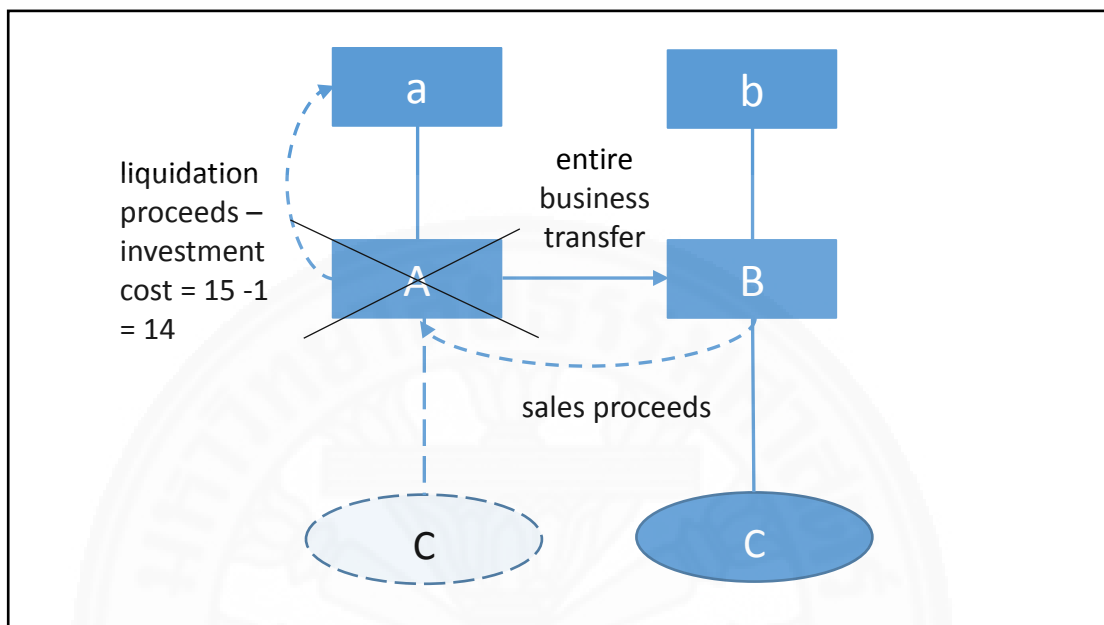 a
b
liquidation
proceeds –
investment
cost = 15 -1
= 14
entire
business
transfer
A
B
sales proceeds
C
C